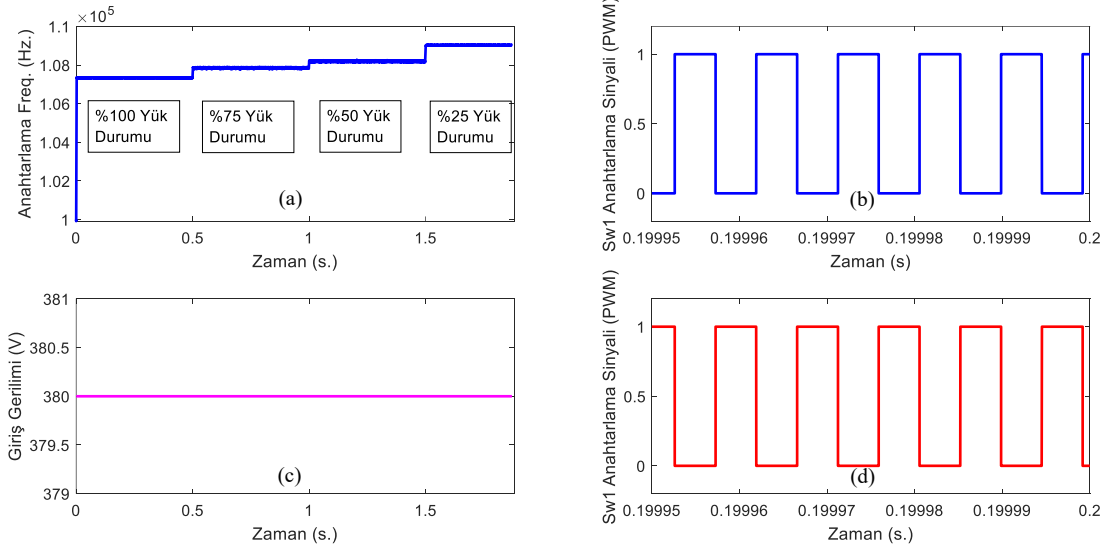 ×10⁵
1.1
1.08
1.06
1.04
1.02
1
Anahtarlama Freq. (Hz.)
%100 Yük
Durumu
%75 Yük
Durumu
%50 Yük
Durumu
%25 Yük
Durumu
(a)
0 0.5 1 1.5
Zaman (s.)
Sw1 Anahtarlama Sinyali (PWM)
1
0.5
0
(b)
0.19995 0.19996 0.19997 0.19998 0.19999 0.2
Zaman (s)
Giriş Gerilimi (V)
381
380.5
380
379.5
379
(c)
0 0.5 1 1.5
Zaman (s.)
Sw1 Anahtarlama Sinyali (PWM)
1
0.5
0
(d)
0.19995 0.19996 0.19997 0.19998 0.19999 0.2
Zaman (s.)